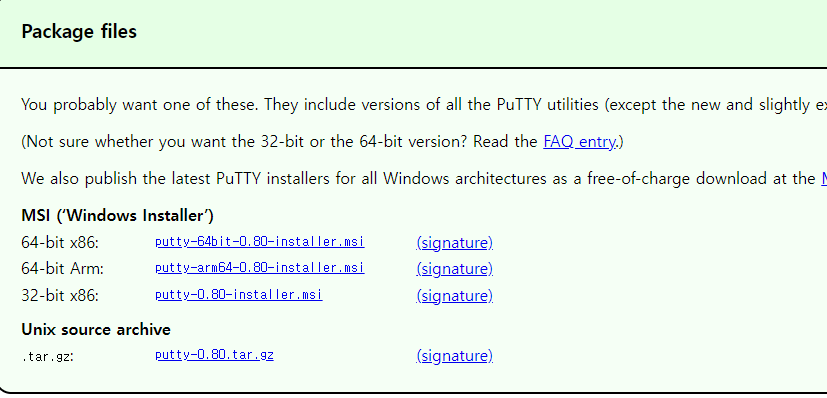 Package files
You probably want one of these. They include versions of all the PuTTY utilities (except the new and slightly
(Not sure whether you want the 32-bit or the 64-bit version? Read the FAQ entry.)
We also publish the latest PuTTY installers for all Windows architectures as a free-of-charge download at the
MSI (‘Windows Installer’)
64-bit x86: putty-64bit-0.80-installer.msi (signature)
64-bit Arm: putty-arm64-0.80-installer.msi (signature)
32-bit x86: putty-0.80-installer.msi (signature)
Unix source archive
.tar.gz: putty-0.80.tar.gz (signature)